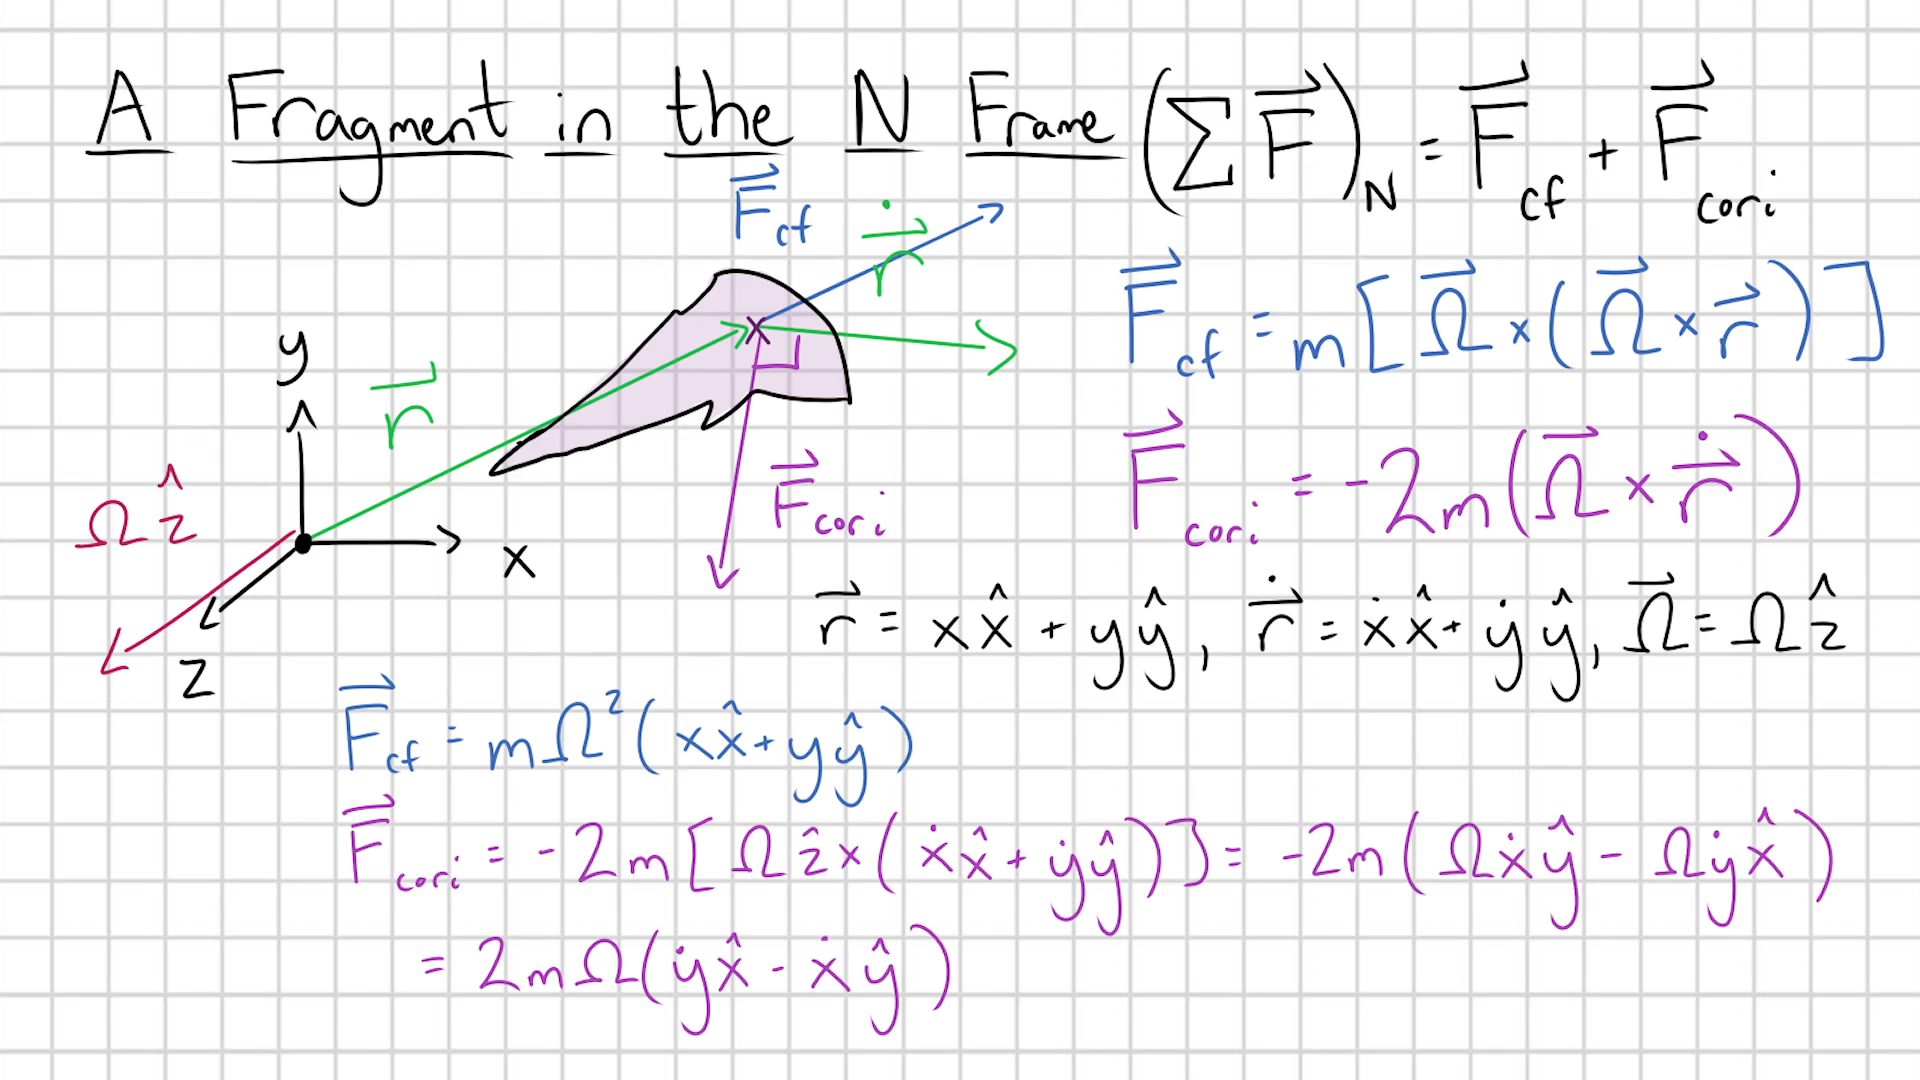 A Fragment in the N Frame (∑F⃗)_N = F⃗_cf + F⃗_cori
F⃗_cf
ṙ⃗
F⃗_cf = m[Ω⃗ × (Ω⃗ × r⃗)]
y
r⃗
Ωẑ
F⃗_cori
F⃗_cori = -2m(Ω⃗ × ṙ⃗)
x
z
r⃗ = xx̂ + yŷ, ṙ⃗ = ẋx̂ + ẏŷ, Ω⃗ = Ωẑ
F⃗_cf = mΩ²(xx̂ + yŷ)
F⃗_cori = -2m[Ωẑ × (ẋx̂ + ẏŷ)] = -2m(Ωẋŷ - Ωẏx̂)
= 2mΩ(ẏx̂ - ẋŷ)